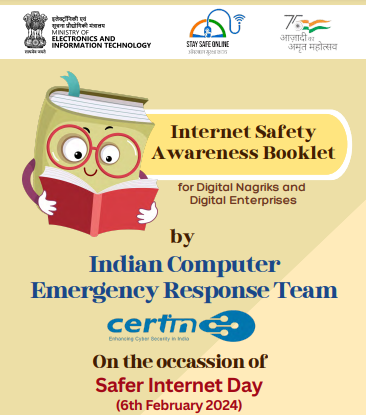 इलेक्ट्रॉनिकी एवं
सूचना प्रौद्योगिकी मंत्रालय
MINISTRY OF
ELECTRONICS AND
INFORMATION TECHNOLOGY
सत्यमेव जयते
STAY SAFE ONLINE
75
आज़ादी का
अमृत महोत्सव
Internet Safety
Awareness Booklet
for Digital Nagriks and
Digital Enterprises
by
Indian Computer
Emergency Response Team
certin
Enhancing Cyber Security in India
On the occassion of
Safer Internet Day
(6th February 2024)